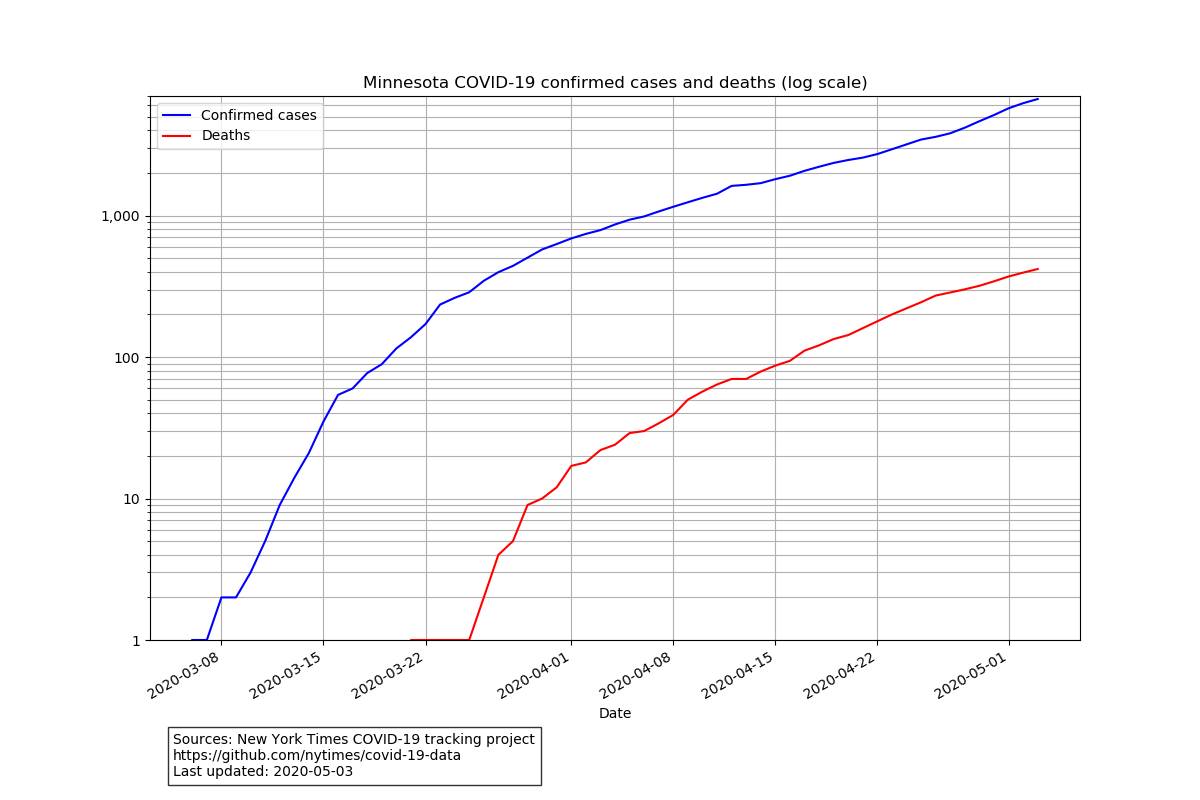 Minnesota COVID-19 confirmed cases and deaths (log scale)
Confirmed cases
Deaths
1,000
100
10
1
2020-03-08
2020-03-15
2020-03-22
2020-04-01
2020-04-08
2020-04-15
2020-04-22
2020-05-01
Date
Sources: New York Times COVID-19 tracking project
https://github.com/nytimes/covid-19-data
Last updated: 2020-05-03